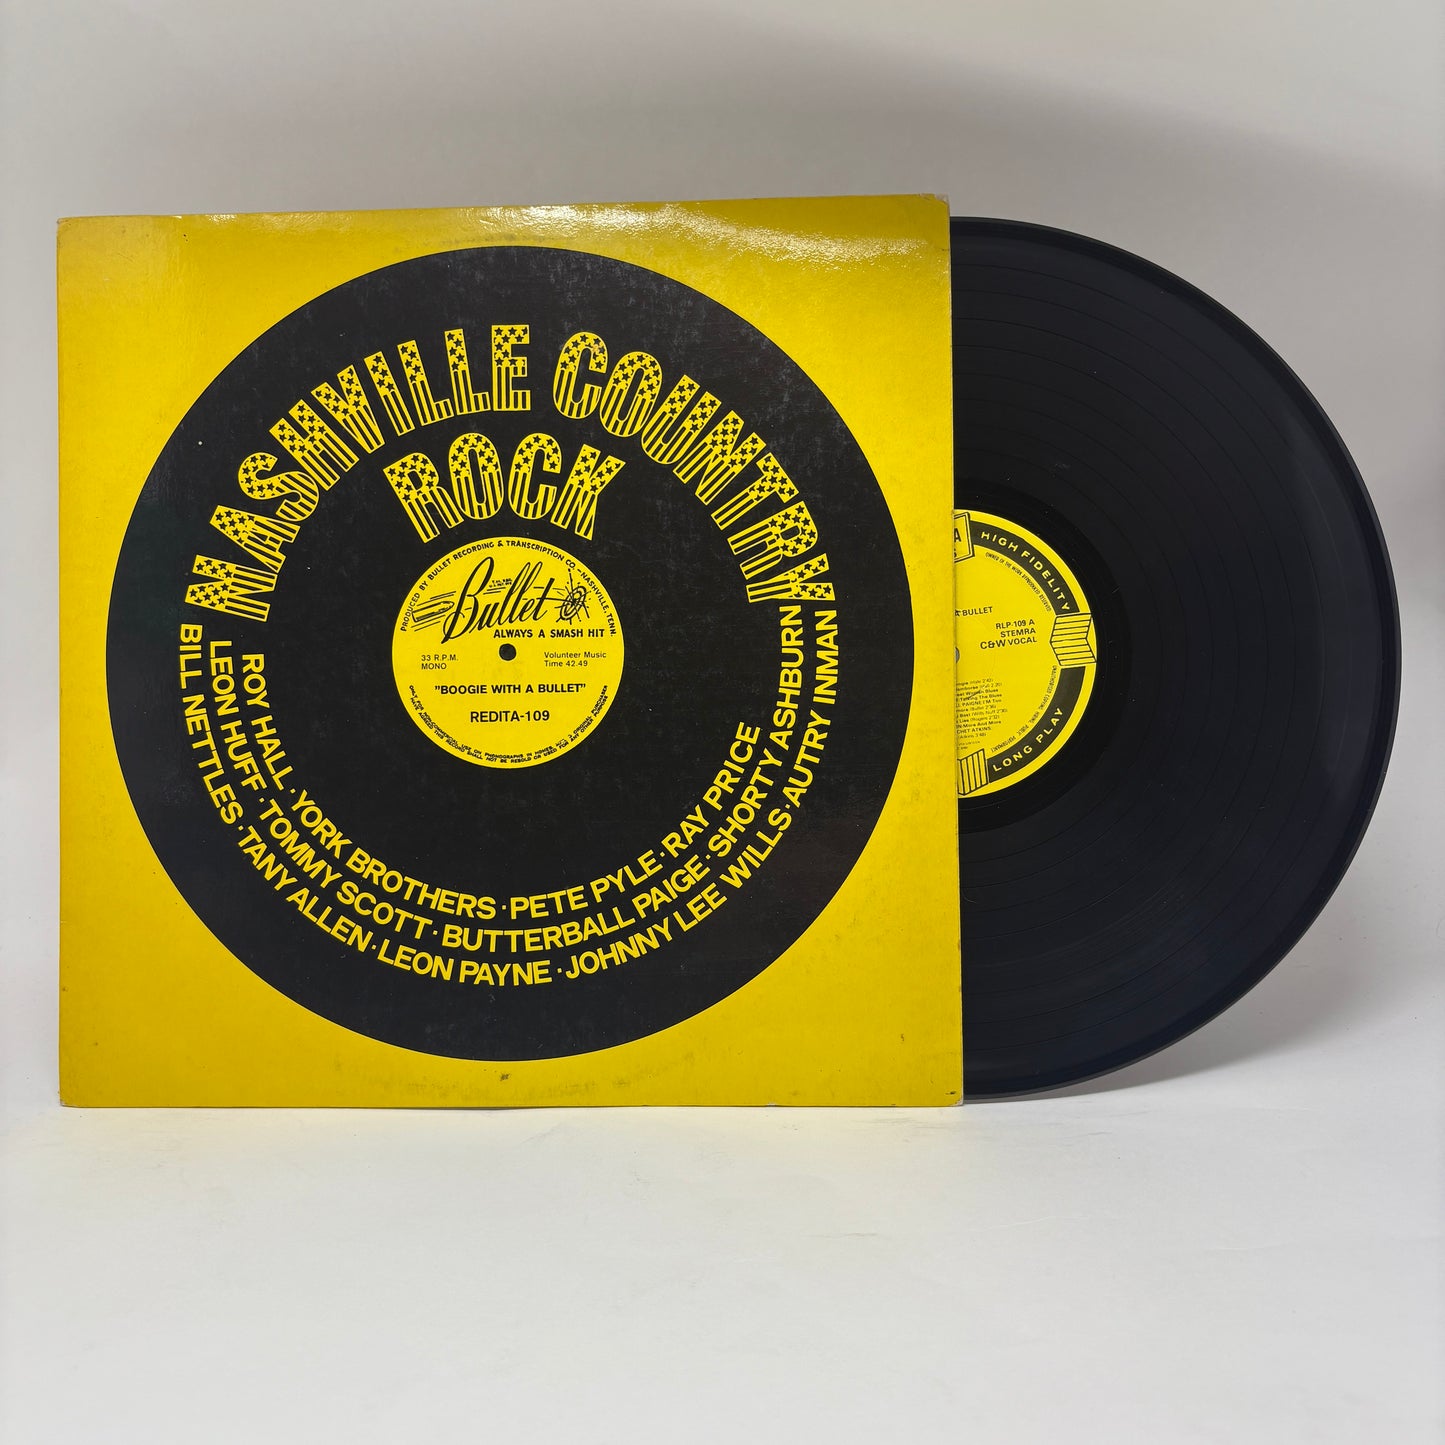 NASHVILLE COUNTRY
ROCK
PRODUCED BY BULLET RECORDING & TRANSCRIPTION CO – NASHVILLE, TENN.
Bullet
ALWAYS A SMASH HIT
33 R.P.M.
MONO
Volunteer Music
Time 42.49
"BOOGIE WITH A BULLET"
REDITA-109
ROY HALL · YORK BROTHERS · PETE PYLE · RAY PRICE
LEON HUFF · TOMMY SCOTT · BUTTERBALL PAIGE · SHORTY ASHBURN
BILL NETTLES · TANY ALLEN · LEON PAYNE · JOHNNY LEE WILLS · AUTRY INMAN
HIGH FIDELITY
A BULLET
RLP-109 A
STEMRA
C&W VOCAL
LONG PLAY